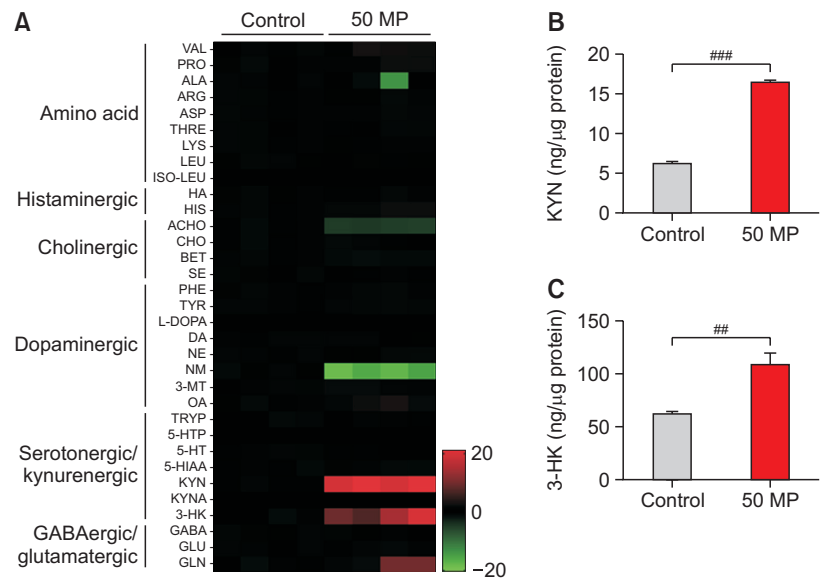 A
Control
50 MP
Amino acid
VAL
PRO
ALA
ARG
ASP
THRE
LYS
LEU
ISO-LEU
Histaminergic
HA
HIS
Cholinergic
ACHO
CHO
BET
SE
Dopaminergic
PHE
TYR
L-DOPA
DA
NE
NM
3-MT
OA
Serotonergic/
kynurenergic
TRYP
5-HTP
5-HT
5-HIAA
KYN
KYNA
3-HK
GABAergic/
glutamatergic
GABA
GLU
GLN
20
0
−20
B
KYN (ng/μg protein)
20
15
10
5
0
###
Control
50 MP
C
3-HK (ng/μg protein)
150
100
50
0
##
Control
50 MP